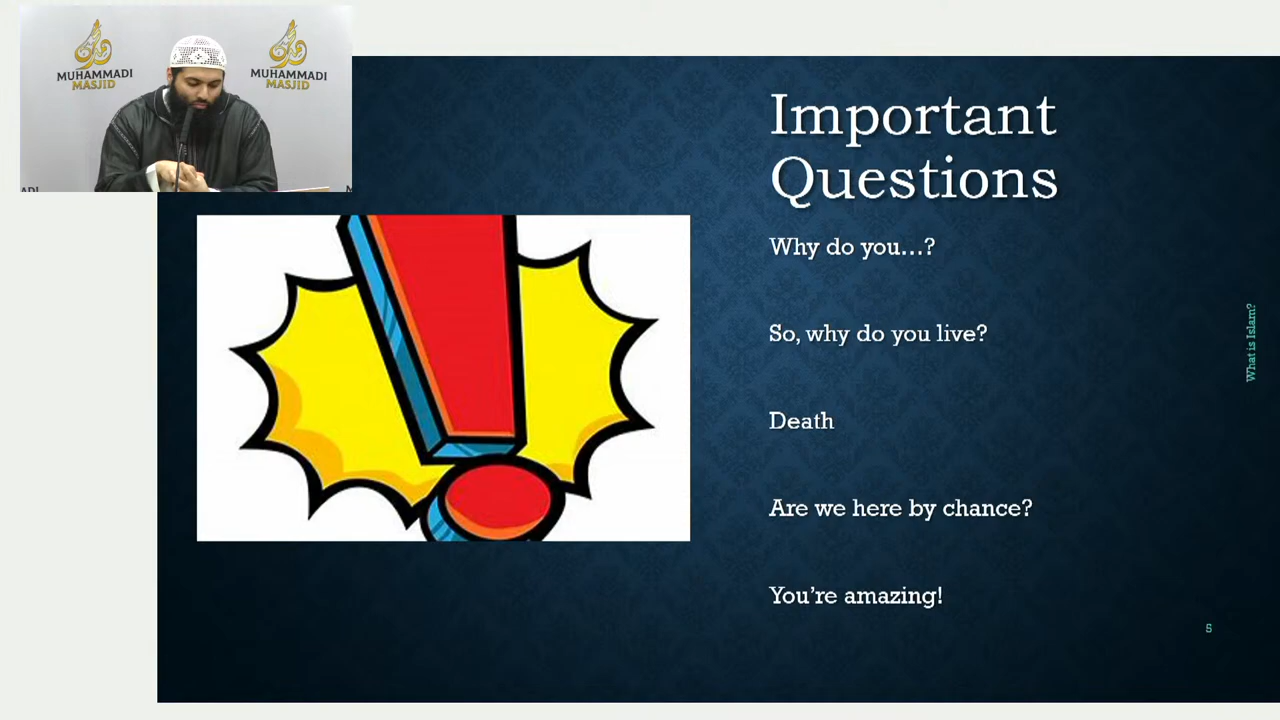 MUHAMMADI
MASJID
MUHAMMADI
MASJID
Important
Questions
Why do you...?
So, why do you live?
Death
Are we here by chance?
You're amazing!
What is Islam?
5